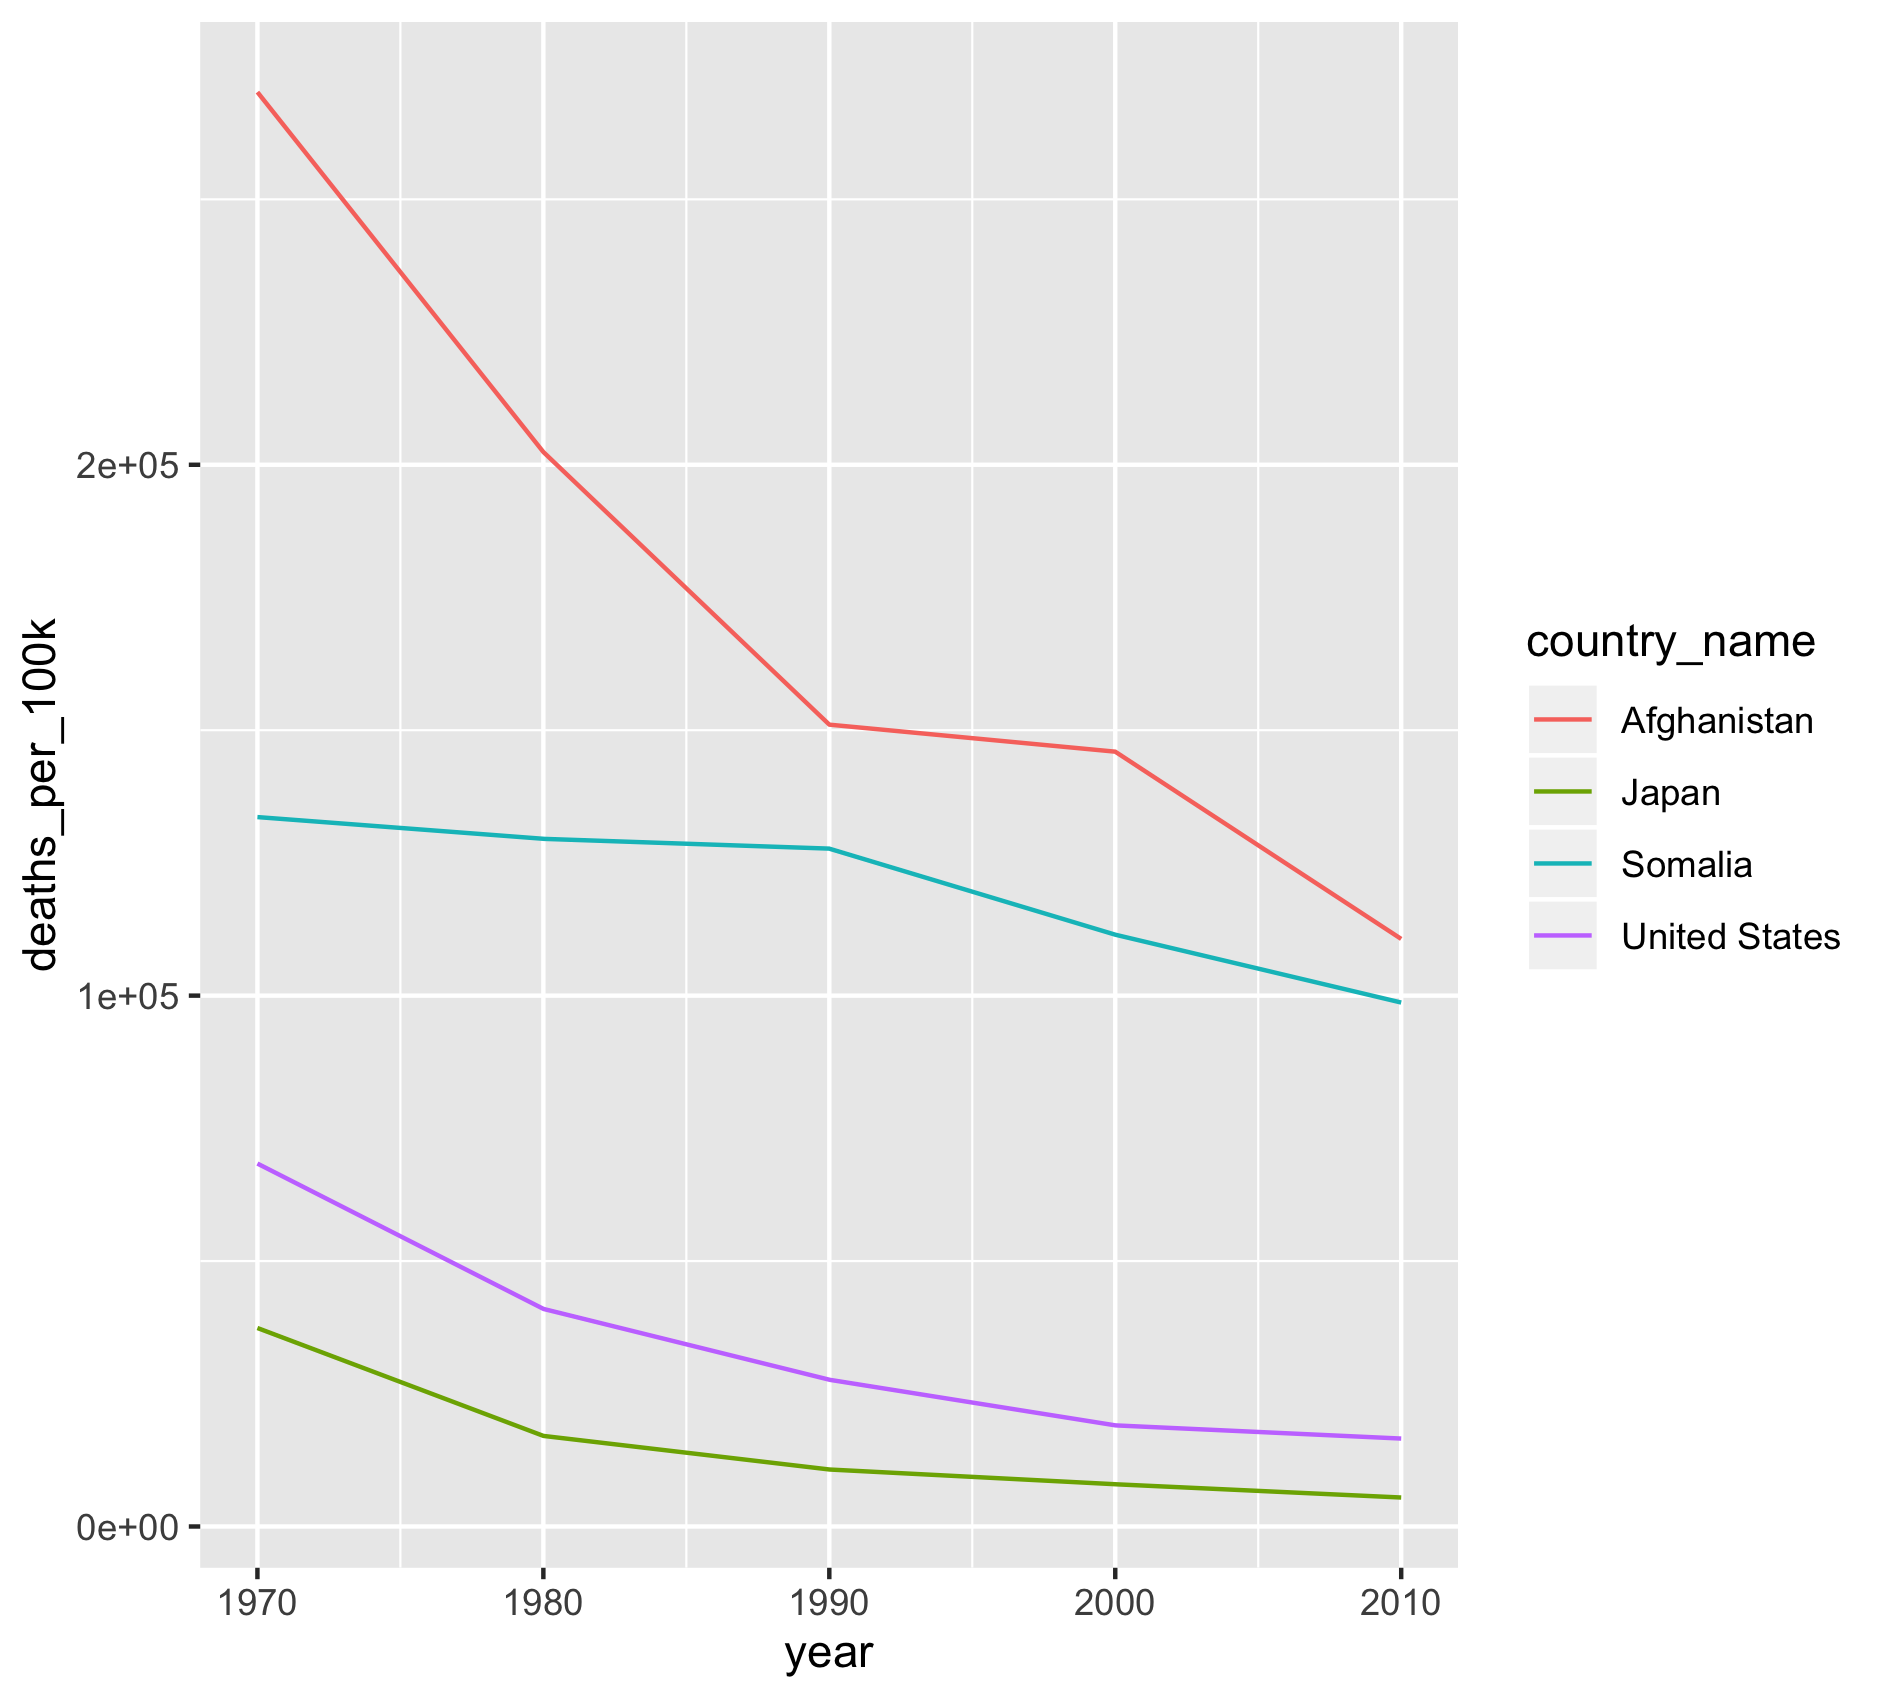 deaths_per_100k
2e+05
1e+05
0e+00
1970 1980 1990 2000 2010
year
country_name
Afghanistan
Japan
Somalia
United States